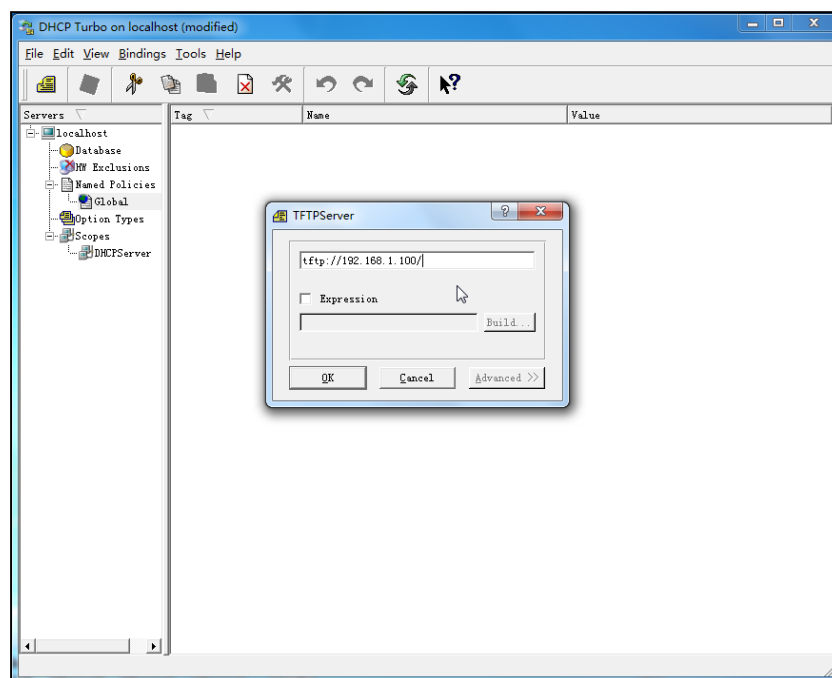 DHCP Turbo on localhost (modified)
File Edit View Bindings Tools Help
Servers Tag Name Value
localhost
Database
HW Exclusions
Named Policies
Global
Option Types
Scopes
DHCPServer
TFTPServer
tftp://192.168.1.100/
Expression
Build...
OK Cancel Advanced >>